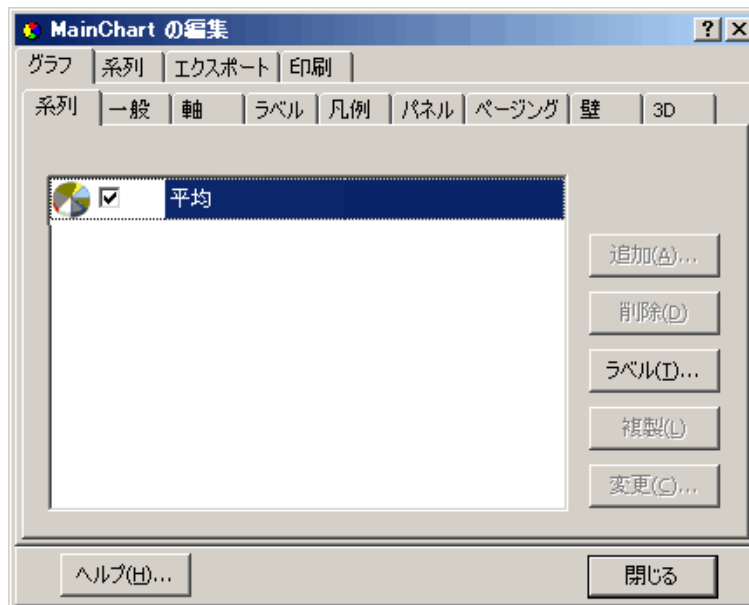 MainChart の編集
グラフ 系列 エクスポート 印刷
系列 一般 軸 ラベル 凡例 パネル ページング 壁 3D
平均
追加(A)...
削除(D)
ラベル(T)...
複製(L)
変更(C)...
ヘルプ(H)... 閉じる